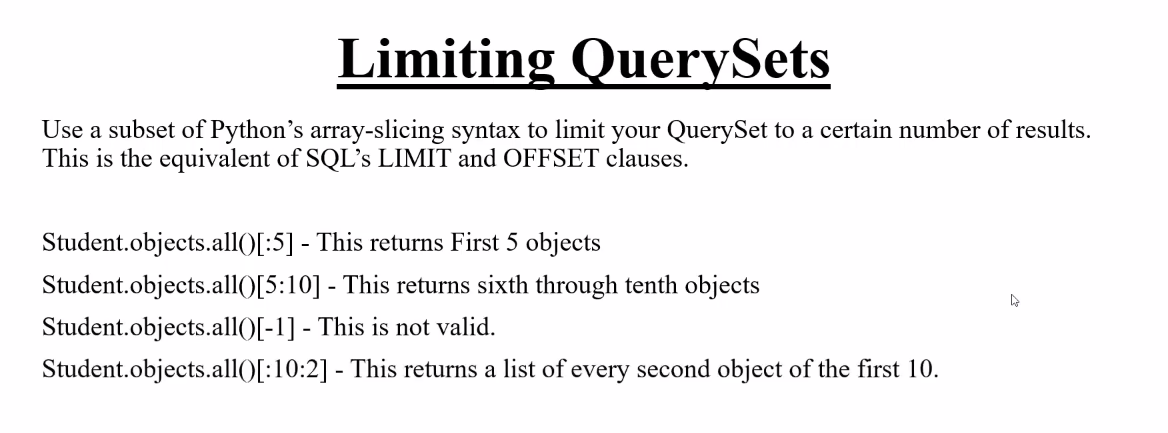 Limiting QuerySets
Use a subset of Python’s array-slicing syntax to limit your QuerySet to a certain number of results.
This is the equivalent of SQL’s LIMIT and OFFSET clauses.
Student.objects.all()[:5] - This returns First 5 objects
Student.objects.all()[5:10] - This returns sixth through tenth objects
Student.objects.all()[-1] - This is not valid.
Student.objects.all()[:10:2] - This returns a list of every second object of the first 10.